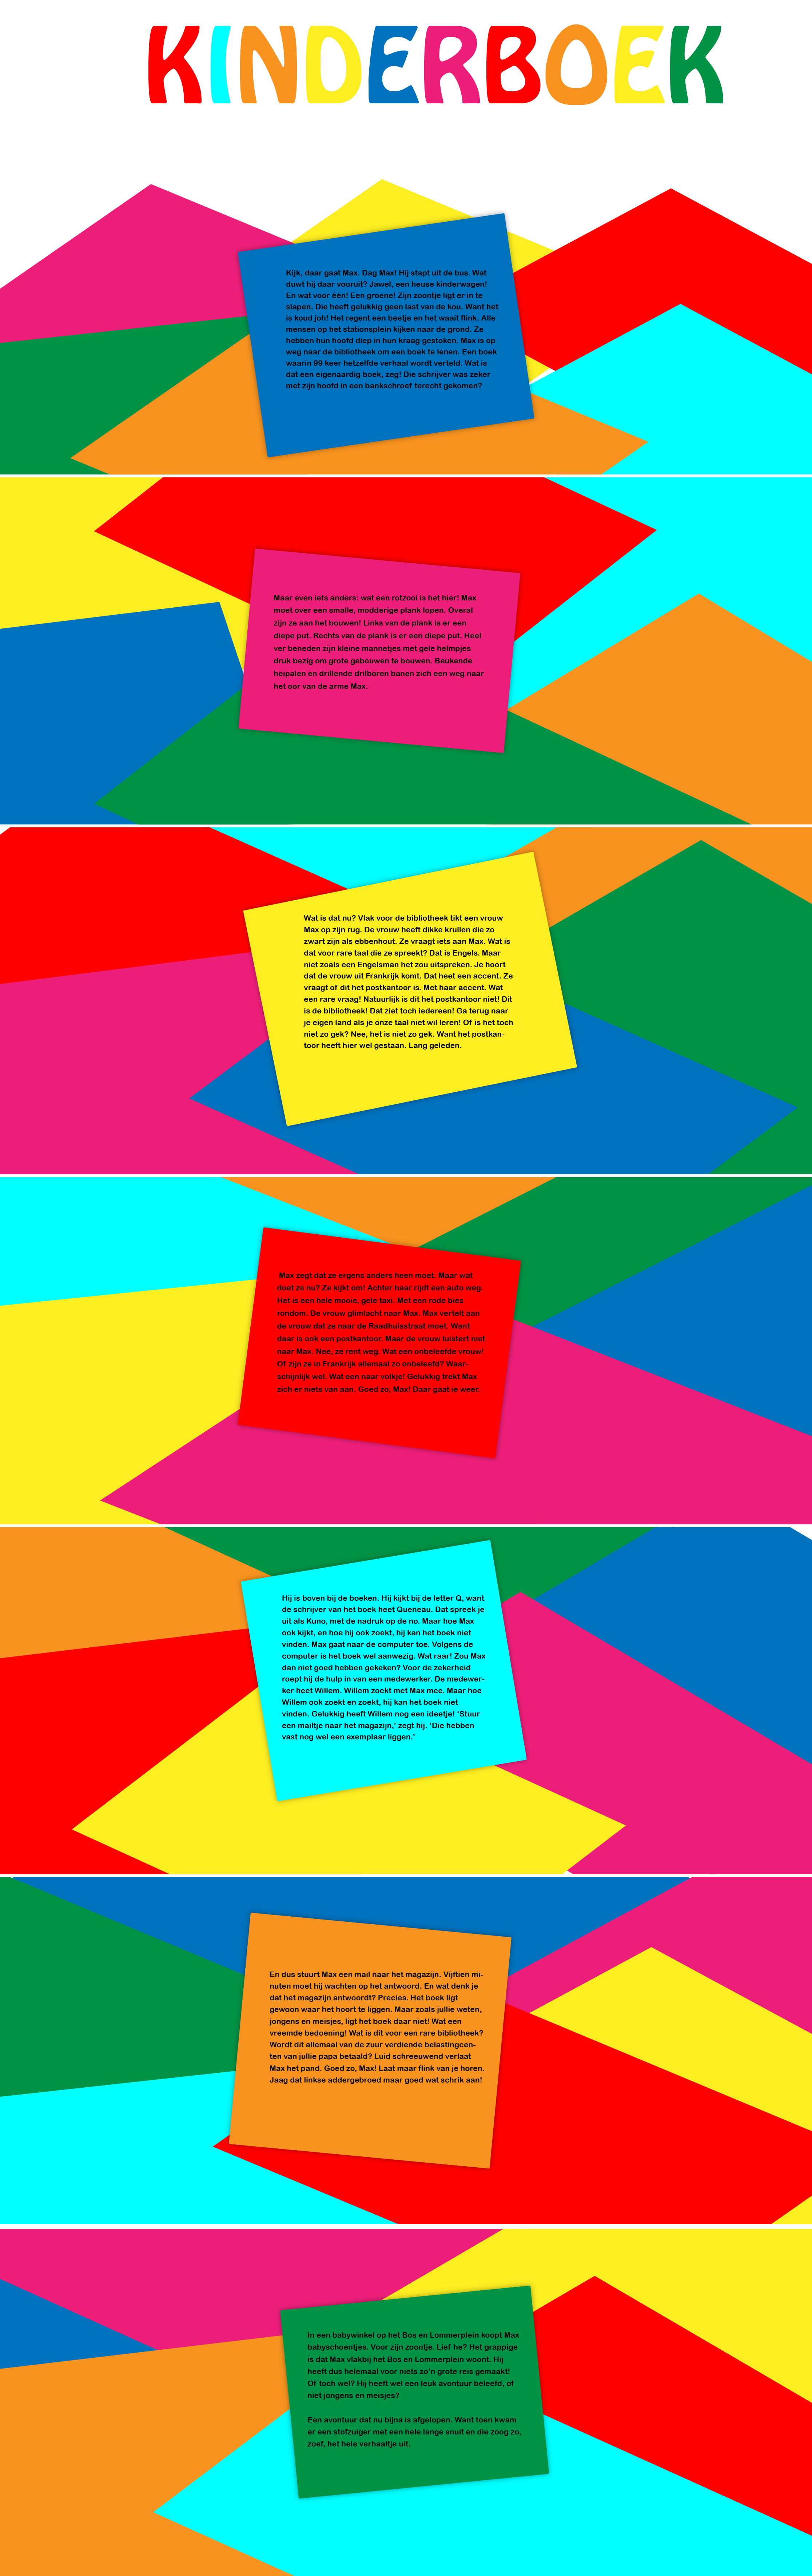 KINDERBOEK
Kijk, daar gaat Max. Dag Max! Hij stapt uit de bus. Wat
duwt hij daar vooruit? Jawel, een heuse kinderwagen!
En wat voor één! Een groene! Zijn zoontje ligt er in te
slapen. Die heeft gelukkig geen last van de kou. Want het
is koud joh! Het regent een beetje en het waait flink. Alle
mensen op het stationsplein kijken naar de grond. Ze
hebben hun hoofd diep in hun kraag gestoken. Max is op
weg naar de bibliotheek om een boek te lenen. Een boek
waarin 99 keer hetzelfde verhaal wordt verteld. Wat is
dat een eigenaardig boek, zeg! Die schrijver was zeker
met zijn hoofd in een bankschroef terecht gekomen?
Maar even iets anders: wat een rotzooi is het hier! Max
moet over een smalle, modderige plank lopen. Overal
zijn ze aan het bouwen! Links van de plank is er een
diepe put. Rechts van de plank is er een diepe put. Heel
ver beneden zijn kleine mannetjes met gele helmpjes
druk bezig om grote gebouwen te bouwen. Beukende
heipalen en drillende drilboren banen zich een weg naar
het oor van de arme Max.
Wat is dat nu? Vlak voor de bibliotheek tikt een vrouw
Max op zijn rug. De vrouw heeft dikke krullen die zo
zwart zijn als ebbenhout. Ze vraagt iets aan Max. Wat is
dat voor rare taal die ze spreekt? Dat is Engels. Maar
niet zoals een Engelsman het zou uitspreken. Je hoort
dat de vrouw uit Frankrijk komt. Dat heet een accent. Ze
vraagt of dit het postkantoor is. Met haar accent. Wat
een rare vraag! Natuurlijk is dit het postkantoor niet! Dit
is de bibliotheek! Dat ziet toch iedereen! Ga terug naar
je eigen land als je onze taal niet wil leren! Of is het toch
niet zo gek? Nee, het is niet zo gek. Want het postkan-
toor heeft hier wel gestaan. Lang geleden.
Max zegt dat ze ergens anders heen moet. Maar wat
doet ze nu? Ze kijkt om! Achter haar rijdt een auto weg.
Het is een hele mooie, gele taxi. Met een rode bies
rondom. De vrouw glimlacht naar Max. Max vertelt aan
de vrouw dat ze naar de Raadhuisstraat moet. Want
daar is ook een postkantoor. Maar de vrouw luistert niet
naar Max. Nee, ze rent weg. Wat een onbeleefde vrouw!
Of zijn ze in Frankrijk allemaal zo onbeleefd? Waar-
schijnlijk wel. Wat een naar volkje! Gelukkig trekt Max
zich er niets van aan. Goed zo, Max! Daar gaat ie weer.
Hij is boven bij de boeken. Hij kijkt bij de letter Q, want
de schrijver van het boek heet Queneau. Dat spreek je
uit als Kuno, met de nadruk op de no. Maar hoe Max
ook kijkt, en hoe hij ook zoekt, hij kan het boek niet
vinden. Max gaat naar de computer toe. Volgens de
computer is het boek wel aanwezig. Wat raar! Zou Max
dan niet goed hebben gekeken? Voor de zekerheid
roept hij de hulp in van een medewerker. De medewer-
ker heet Willem. Willem zoekt met Max mee. Maar hoe
Willem ook zoekt en zoekt, hij kan het boek niet
vinden. Gelukkig heeft Willem nog een ideetje! ‘Stuur
een mailtje naar het magazijn,’ zegt hij. ‘Die hebben
vast nog wel een exemplaar liggen.’
En dus stuurt Max een mail naar het magazijn. Vijftien mi-
nuten moet hij wachten op het antwoord. En wat denk je
dat het magazijn antwoordt? Precies. Het boek ligt
gewoon waar het hoort te liggen. Maar zoals jullie weten,
jongens en meisjes, ligt het boek daar niet! Wat een
vreemde bedoening! Wat is dit voor een rare bibliotheek?
Wordt dit allemaal van de zuur verdiende belastingcen-
ten van jullie papa betaald? Luid schreeuwend verlaat
Max het pand. Goed zo, Max! Laat maar flink van je horen.
Jaag dat linkse addergebroed maar goed wat schrik aan!
In een babywinkel op het Bos en Lommerplein koopt Max
babyschoentjes. Voor zijn zoontje. Lief he? Het grappige
is dat Max vlakbij het Bos en Lommerplein woont. Hij
heeft dus helemaal voor niets zo’n grote reis gemaakt!
Of toch wel? Hij heeft wel een leuk avontuur beleefd, of
niet jongens en meisjes?
Een avontuur dat nu bijna is afgelopen. Want toen kwam
er een stofzuiger met een hele lange snuit en die zoog zo,
zoef, het hele verhaaltje uit.